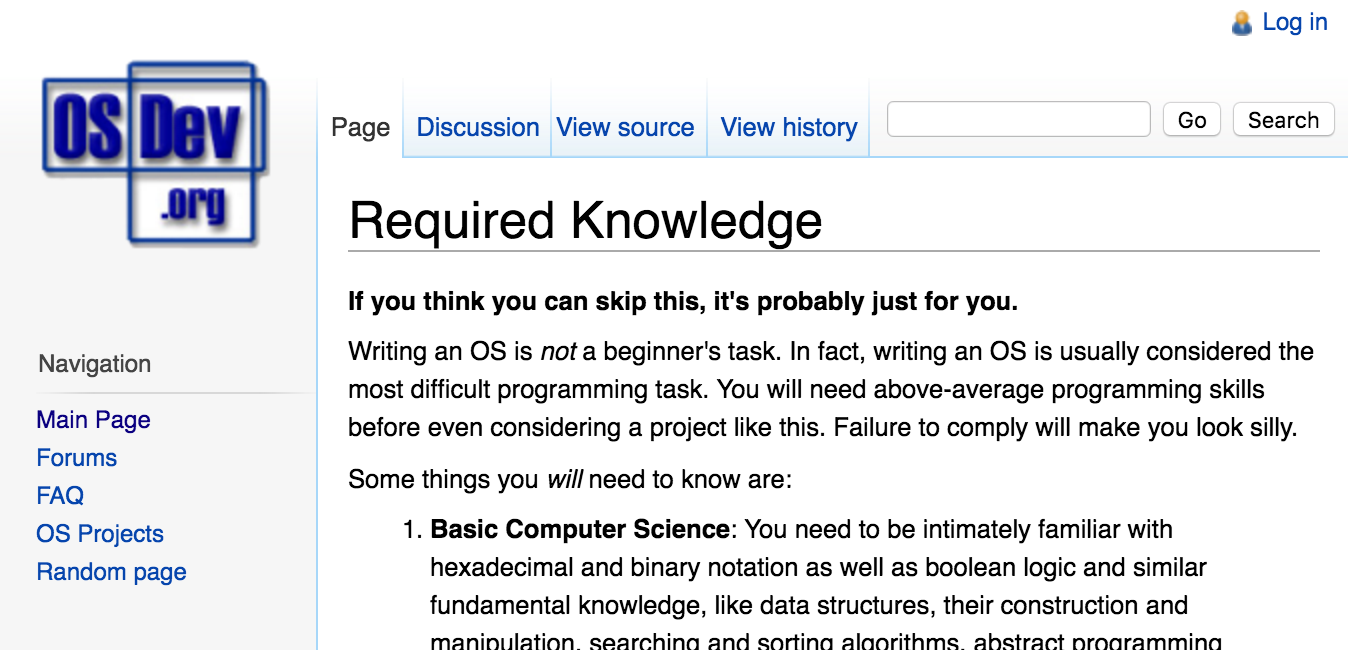 Log in
OS Dev
.org
Page
Discussion
View source
View history
Go
Search
Required Knowledge
If you think you can skip this, it's probably just for you.
Writing an OS is not a beginner's task. In fact, writing an OS is usually considered the
most difficult programming task. You will need above-average programming skills
before even considering a project like this. Failure to comply will make you look silly.
Some things you will need to know are:
1. Basic Computer Science: You need to be intimately familiar with
hexadecimal and binary notation as well as boolean logic and similar
fundamental knowledge, like data structures, their construction and
manipulation, searching and sorting algorithms, abstract programming
Navigation
Main Page
Forums
FAQ
OS Projects
Random page